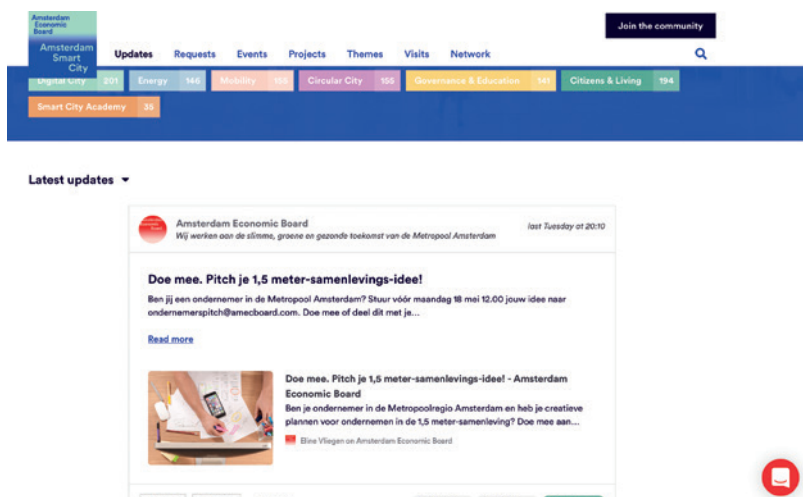 Amsterdam
Economic
Board
Join the community
Amsterdam
Smart
City
Updates Requests Events Projects Themes Visits Network
Digital City 201 Energy 146 Mobility 155 Circular City 155 Governance & Education 141 Citizens & Living 194
Smart City Academy 35
Latest updates
Amsterdam Economic Board
last Tuesday at 20:10
Wij werken aan de slimme, groene en gezonde toekomst van de Metropool Amsterdam
Doe mee. Pitch je 1,5 meter-samenlevings-idee!
Ben jij een ondernemer in de Metropool Amsterdam? Stuur vóór maandag 18 mei 12.00 jouw idee naar
ondernemerspitch@amecboard.com. Doe mee of deel dit met je...
Read more
Doe mee. Pitch je 1,5 meter-samenlevings-idee! - Amsterdam
Economic Board
Ben je ondernemer in de Metropoolregio Amsterdam en heb je creatieve
plannen voor ondernemen in de 1,5 meter-samenleving? Doe mee aan...
Eline Vliegen on Amsterdam Economic Board